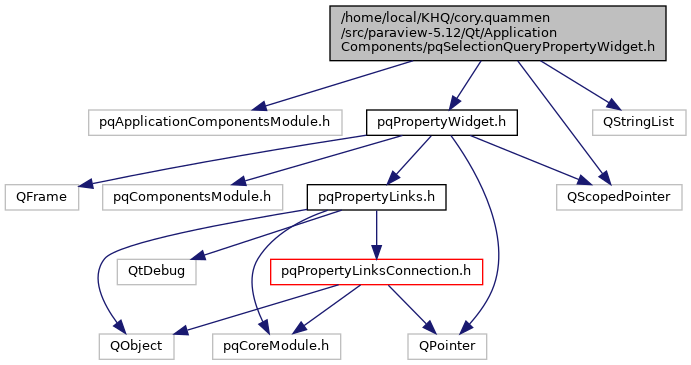 /home/local/KHQ/cory.quammen
/src/paraview-5.12/Qt/Application
Components/pqSelectionQueryPropertyWidget.h
pqApplicationComponentsModule.h
pqPropertyWidget.h
QStringList
QFrame
pqComponentsModule.h
pqPropertyLinks.h
QScopedPointer
QtDebug
pqPropertyLinksConnection.h
QObject
pqCoreModule.h
QPointer